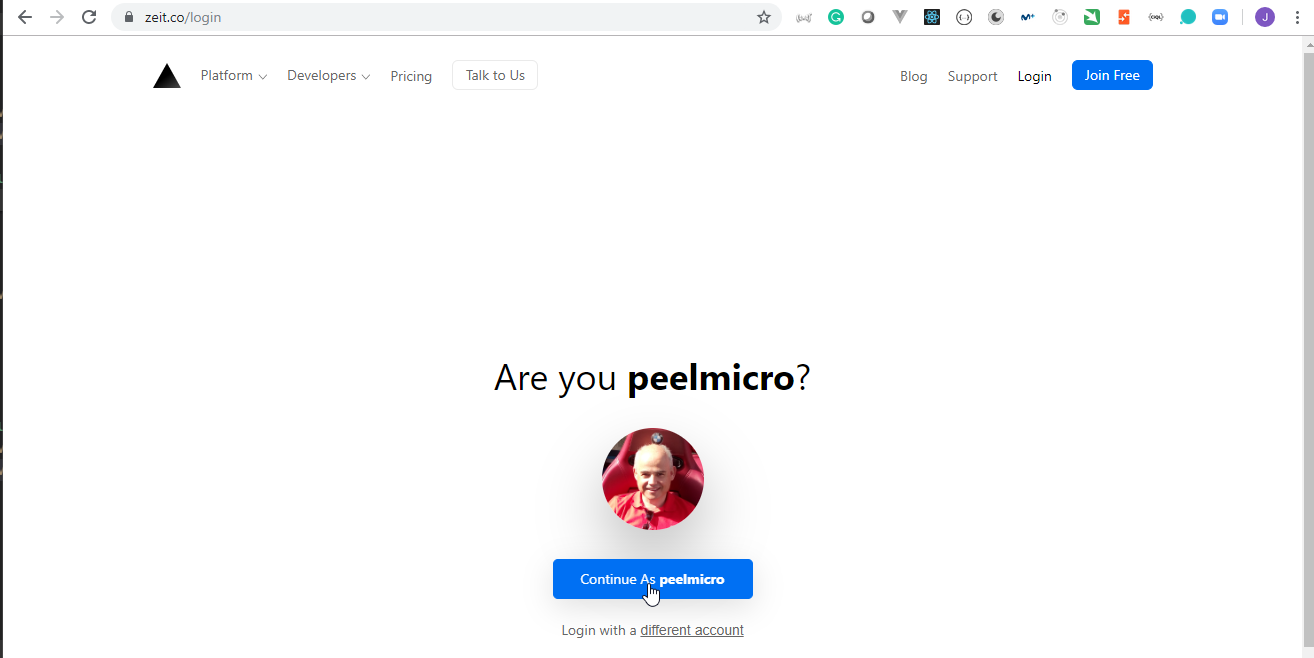 zeit.co/login
J
Platform Developers Pricing Talk to Us Blog Support Login Join Free
Are you peelmicro?
Continue As peelmicro
Login with a different account